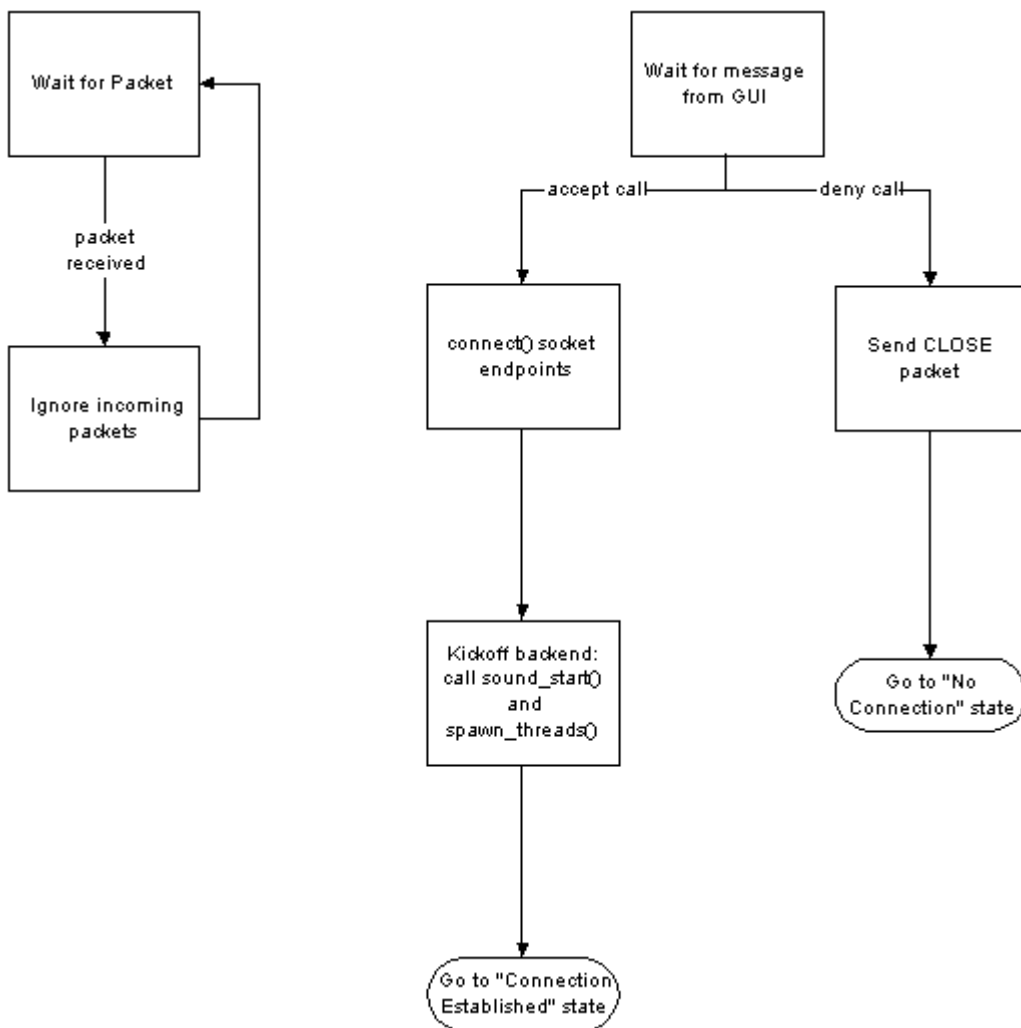 Wait for Packet
Wait for message
from GUI
accept call
deny call
packet
received
connect() socket
endpoints
Send CLOSE
packet
Ignore incoming
packets
Kickoff backend:
call sound_start()
and
spawn_threads()
Go to "No
Connection" state
Go to "Connection
Established" state